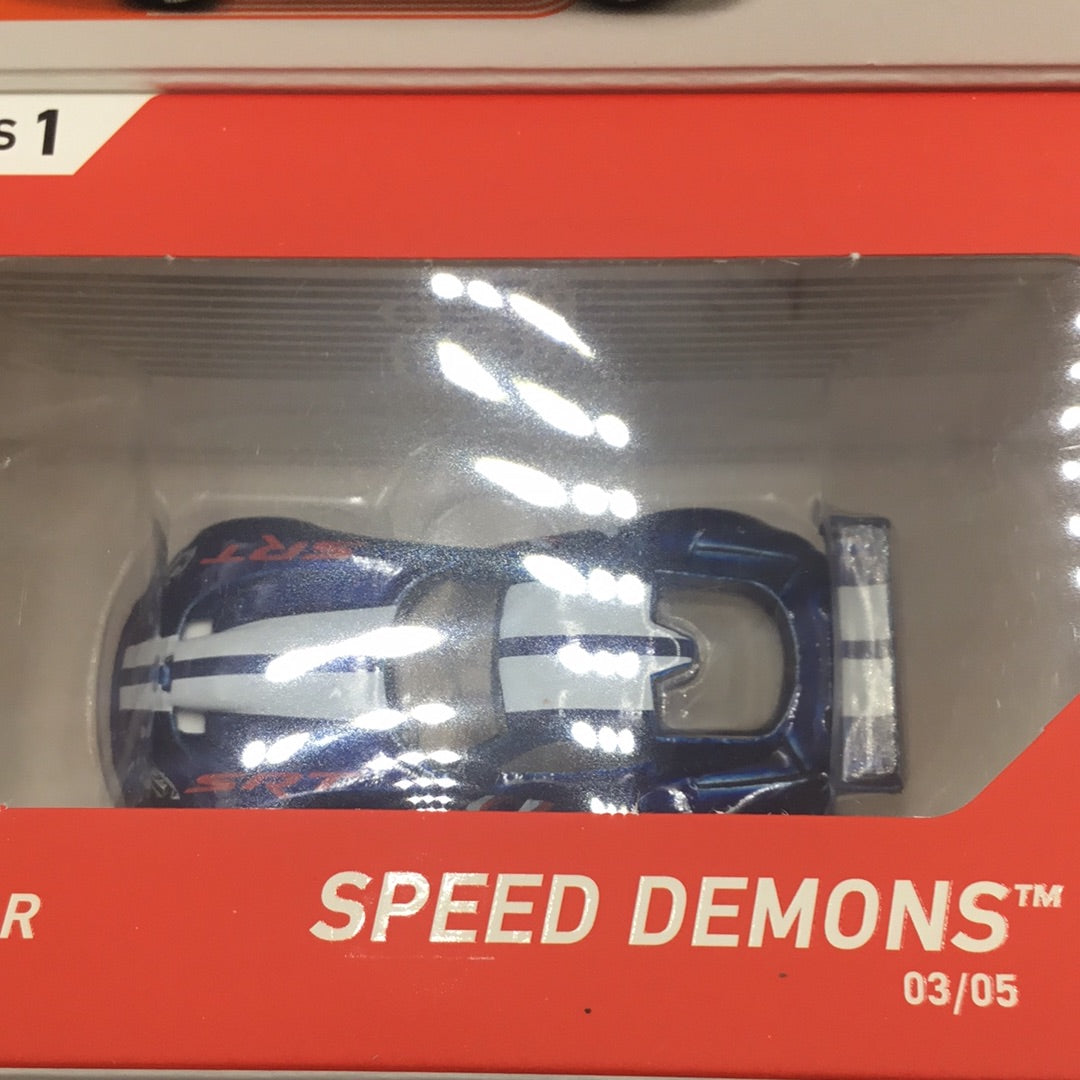 S 1
SRT
SRT
R
SPEED DEMONS™
03/05